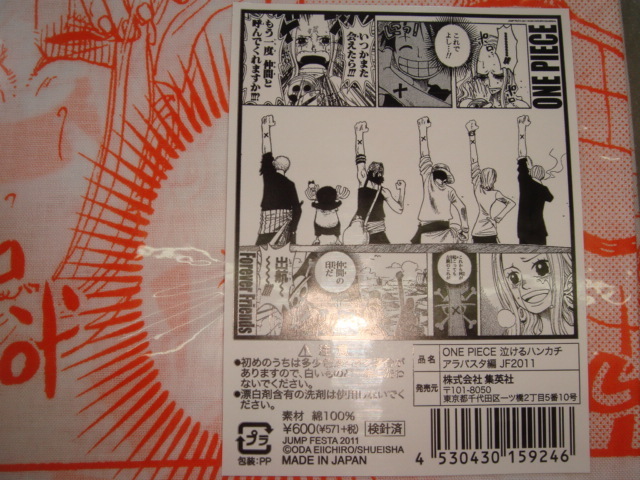 ONE PIECE
これで
よし!!
いつかまた
会えたら!!!
もう一度 仲間と
呼んでくれますか!!!?
Forever Friends
出航~
仲間の
印だ
初めのうちは多少
ありますので、白いもの
ないでください。
漂白剤含有の洗剤は使用しないでく
ださい。
素材 綿100%
¥600(¥571+税) 検針済
JUMP FESTA 2011
©ODA EIICHIRO/SHUEISHA
MADE IN JAPAN
プラ
包装:PP
品名
ONE PIECE 泣けるハンカチ
アラバスタ編 JF2011
発売元
株式会社 集英社
〒101-8050
東京都千代田区一ツ橋2丁目5番10号
4 530430 159246